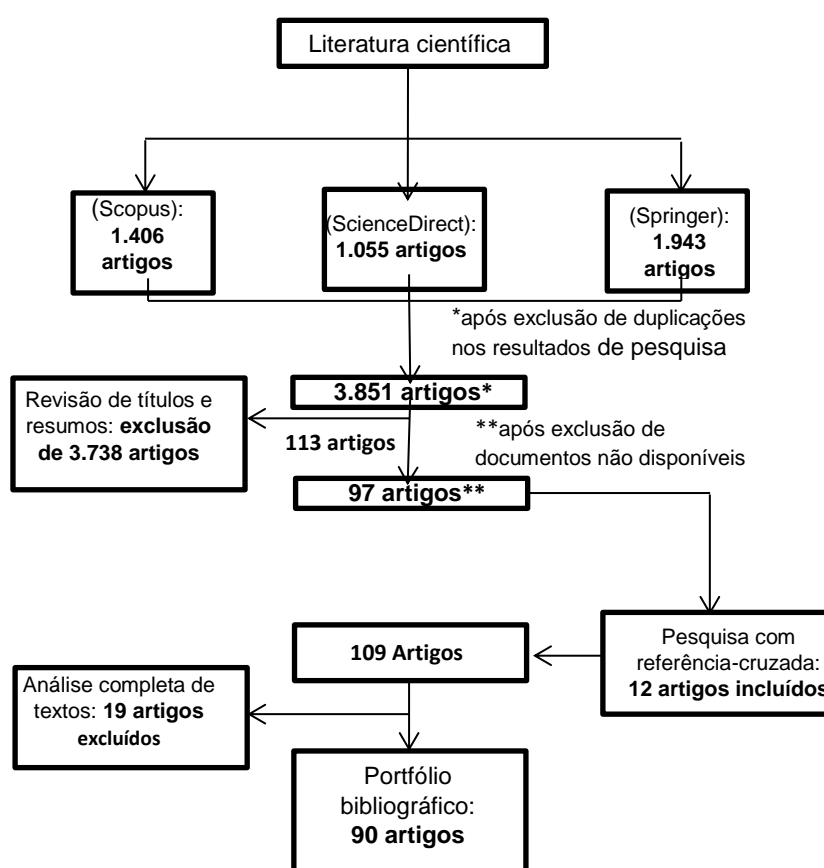 Literatura científica
(Scopus):
1.406
artigos
(ScienceDirect):
1.055 artigos
(Springer):
1.943
artigos
*após exclusão de duplicações
nos resultados de pesquisa
3.851 artigos*
Revisão de títulos e
resumos: exclusão
de 3.738 artigos
113 artigos
**após exclusão de
documentos não disponíveis
97 artigos**
Pesquisa com
referência-cruzada:
12 artigos incluídos
109 Artigos
Análise completa de
textos: 19 artigos
excluídos
Portfólio
bibliográfico:
90 artigos